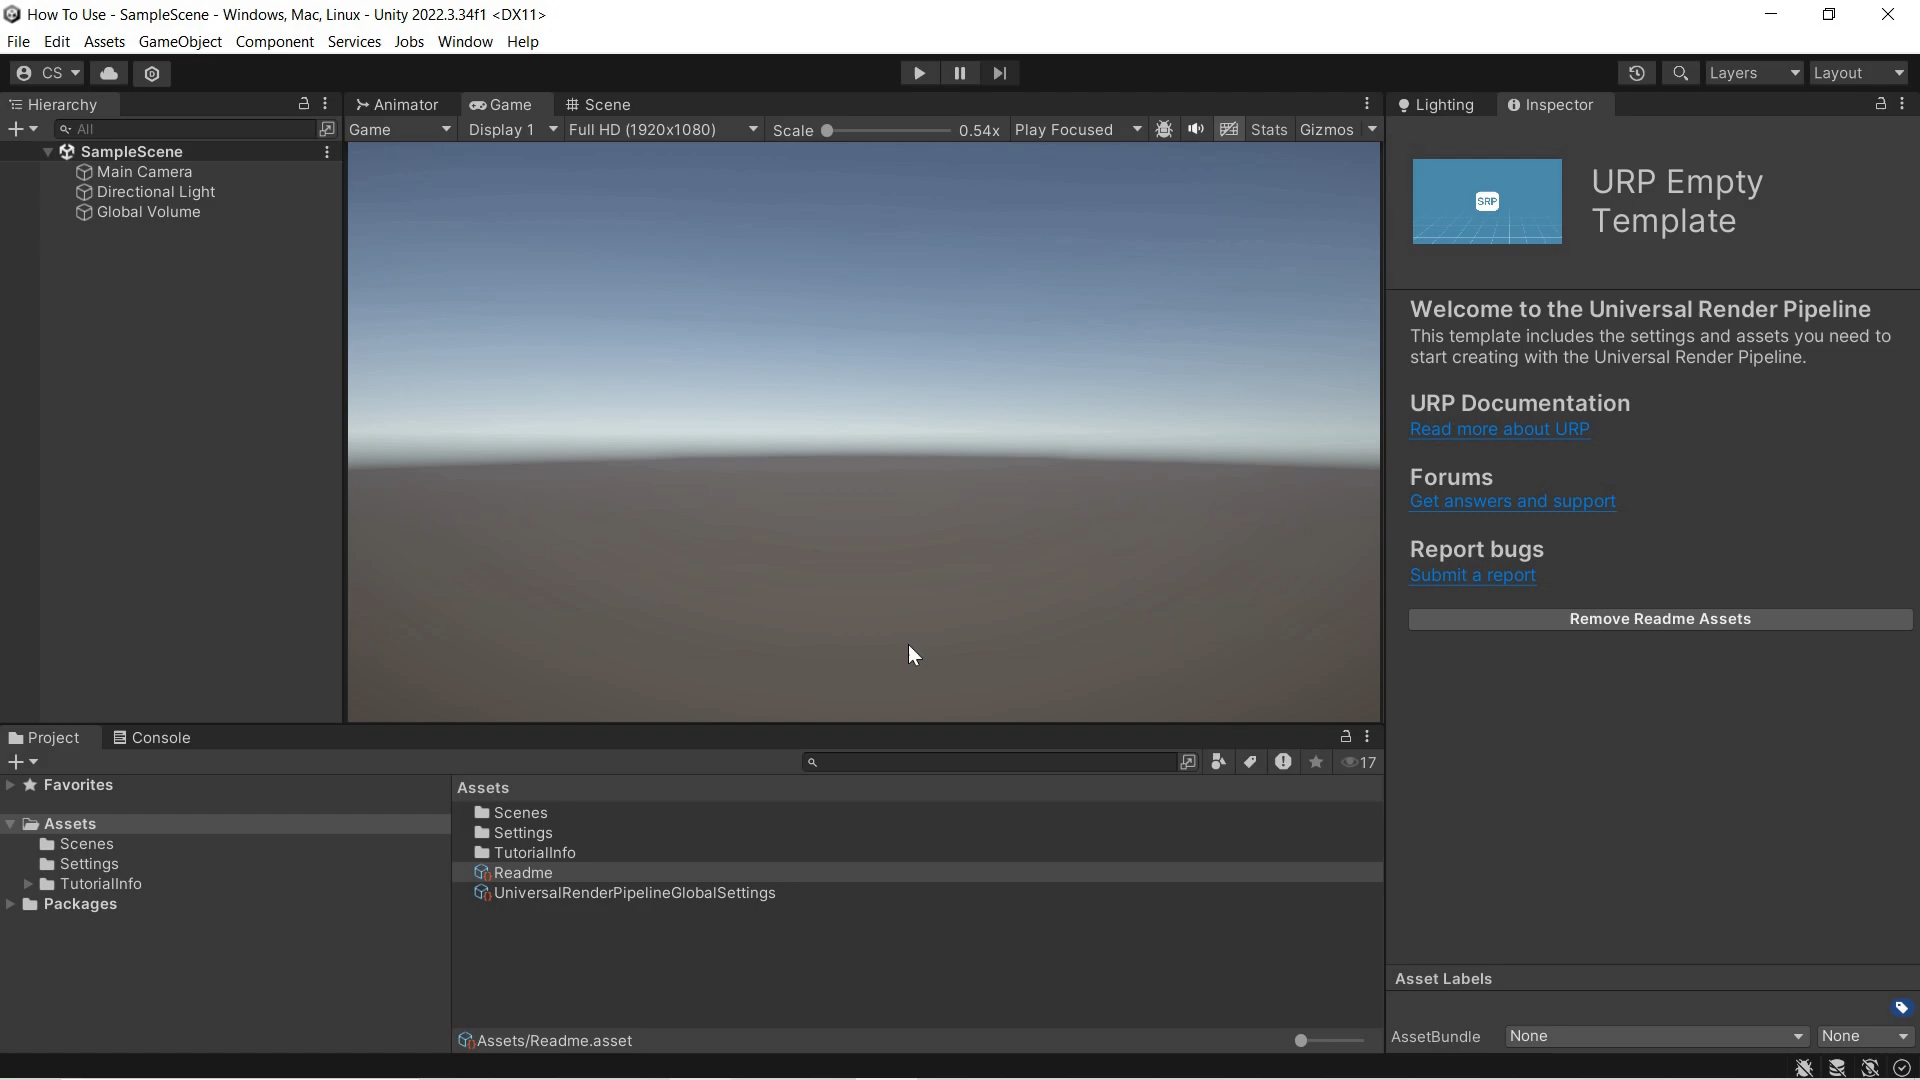 How To Use - SampleScene - Windows, Mac, Linux - Unity 2022.3.34f1 <DX11>
File Edit Assets GameObject Component Services Jobs Window Help
CS Layers Layout
Hierarchy Animator Game Scene Lighting Inspector
All Game Display 1 Full HD (1920x1080) Scale 0.54x Play Focused Stats Gizmos
SampleScene
Main Camera
Directional Light
Global Volume
SRP
URP Empty
Template
Welcome to the Universal Render Pipeline
This template includes the settings and assets you need to
start creating with the Universal Render Pipeline.
URP Documentation
Read more about URP
Forums
Get answers and support
Report bugs
Submit a report
Remove Readme Assets
Project Console
17
Favorites
Assets
Scenes
Settings
TutorialInfo
Packages
Assets
Scenes
Settings
TutorialInfo
Readme
UniversalRenderPipelineGlobalSettings
Assets/Readme.asset
Asset Labels
AssetBundle None None